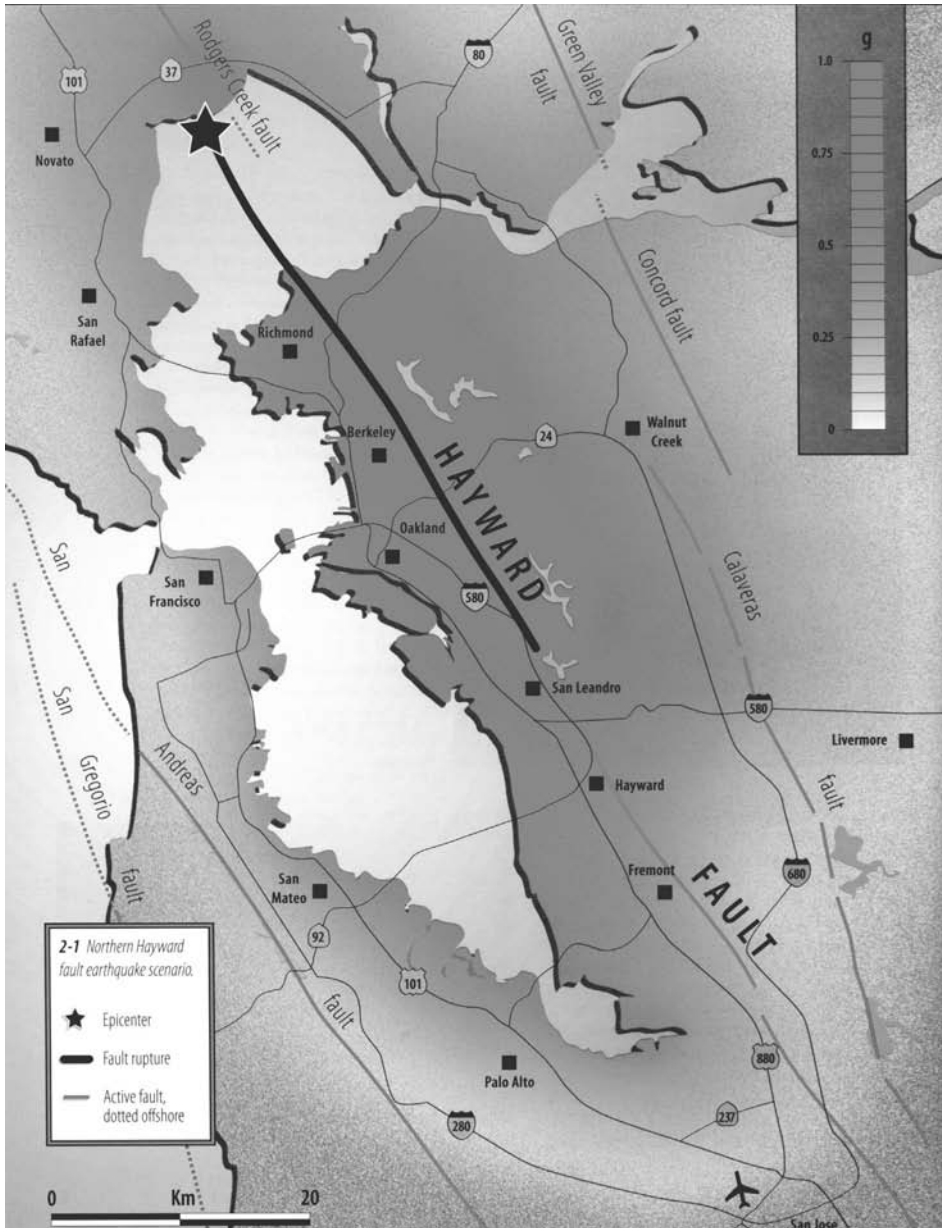 Rodgers Creek fault
80
Green Valley
fault
g
1.0
0.75
0.5
0.25
0
101
37
Novato
Concord fault
San
Rafael
Richmond
Walnut
Creek
24
Berkeley
HAYWARD
Oakland
San
San
Francisco
580
Calaveras
San Leandro
580
San
Andreas
Livermore
Gregorio
Hayward
fault
fault
Fremont
FAULT
680
San
Mateo
92
101
fault
2-1 Northern Hayward
fault earthquake scenario.
Epicenter
Fault rupture
Active fault,
dotted offshore
880
Palo Alto
237
280
0 Km 20
San Jose